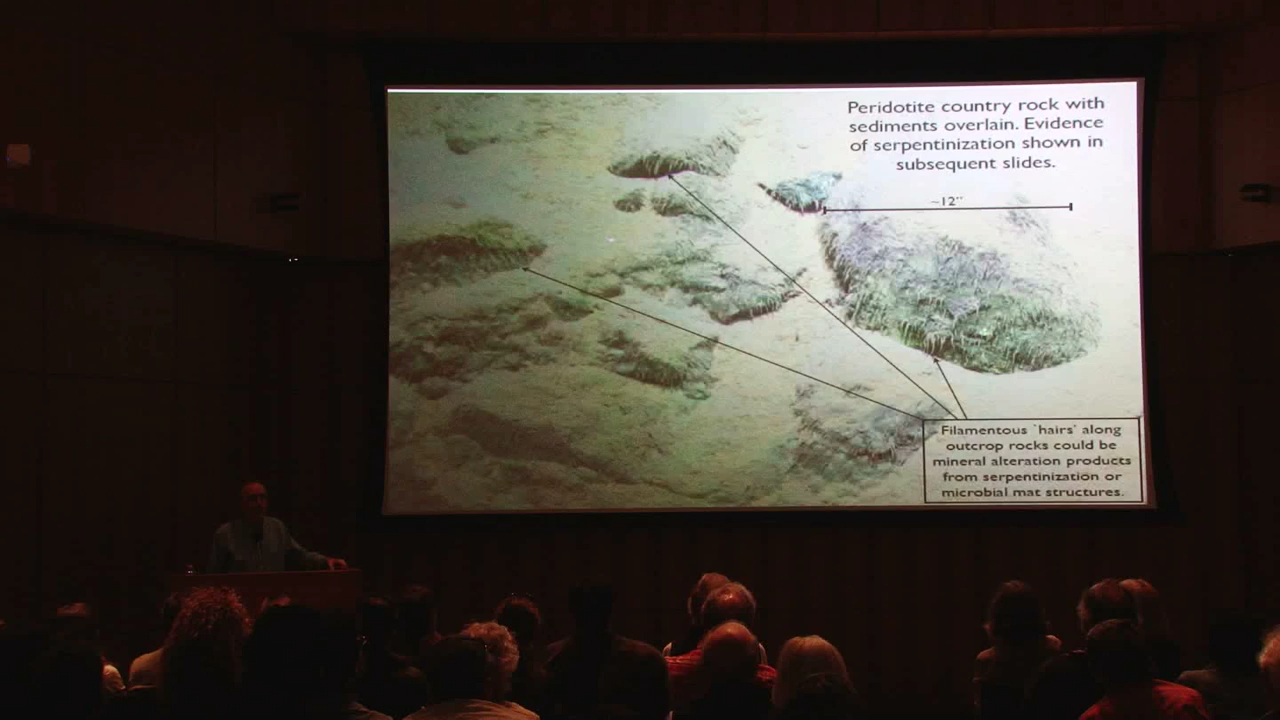 Peridotite country rock with
sediments overlain. Evidence
of serpentinization shown in
subsequent slides.
~12"
Filamentous `hairs' along
outcrop rocks could be
mineral alteration products
from serpentinization or
microbial mat structures.